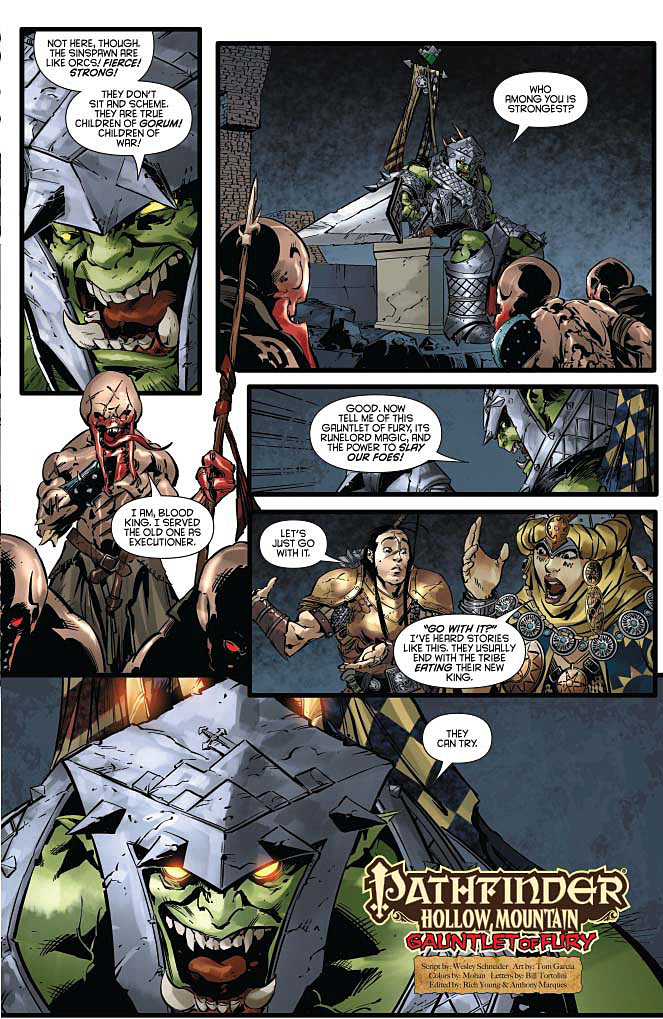 NOT HERE, THOUGH.
THE SINSPAWN ARE
LIKE ORCS! FIERCE!
STRONG!
THEY DON'T
SIT AND SCHEME.
THEY ARE TRUE
CHILDREN OF GORUM!
CHILDREN OF
WAR!
WHO
AMONG YOU IS
STRONGEST?
I AM, BLOOD
KING. I SERVED
THE OLD ONE AS
EXECUTIONER.
GOOD. NOW
TELL ME OF THIS
GAUNTLET OF FURY, ITS
RUNELORD MAGIC, AND
THE POWER TO SLAY
OUR FOES!
LET'S
JUST GO
WITH IT.
"GO WITH IT?"
I'VE HEARD STORIES
LIKE THIS. THEY USUALLY
END WITH THE TRIBE
EATING THEIR NEW
KING.
THEY
CAN TRY.
PATHFINDER®
HOLLOW MOUNTAIN
GAUNTLET OF FURY
Script by: Wesley Schneider Art by: Tom Garcia
Colors by: Mohan Letters by: Bill Tortolini
Edited by: Rich Young & Anthony Marques